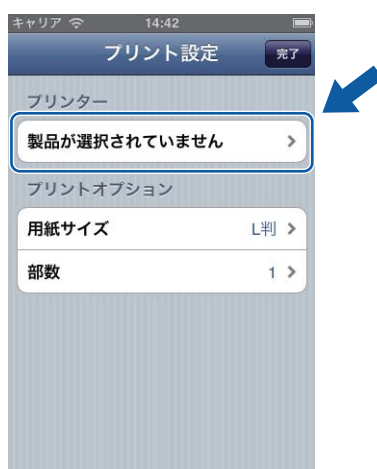 キャリア 14:42
プリント設定 完了
プリンター
製品が選択されていません
プリントオプション
用紙サイズ L判
部数 1